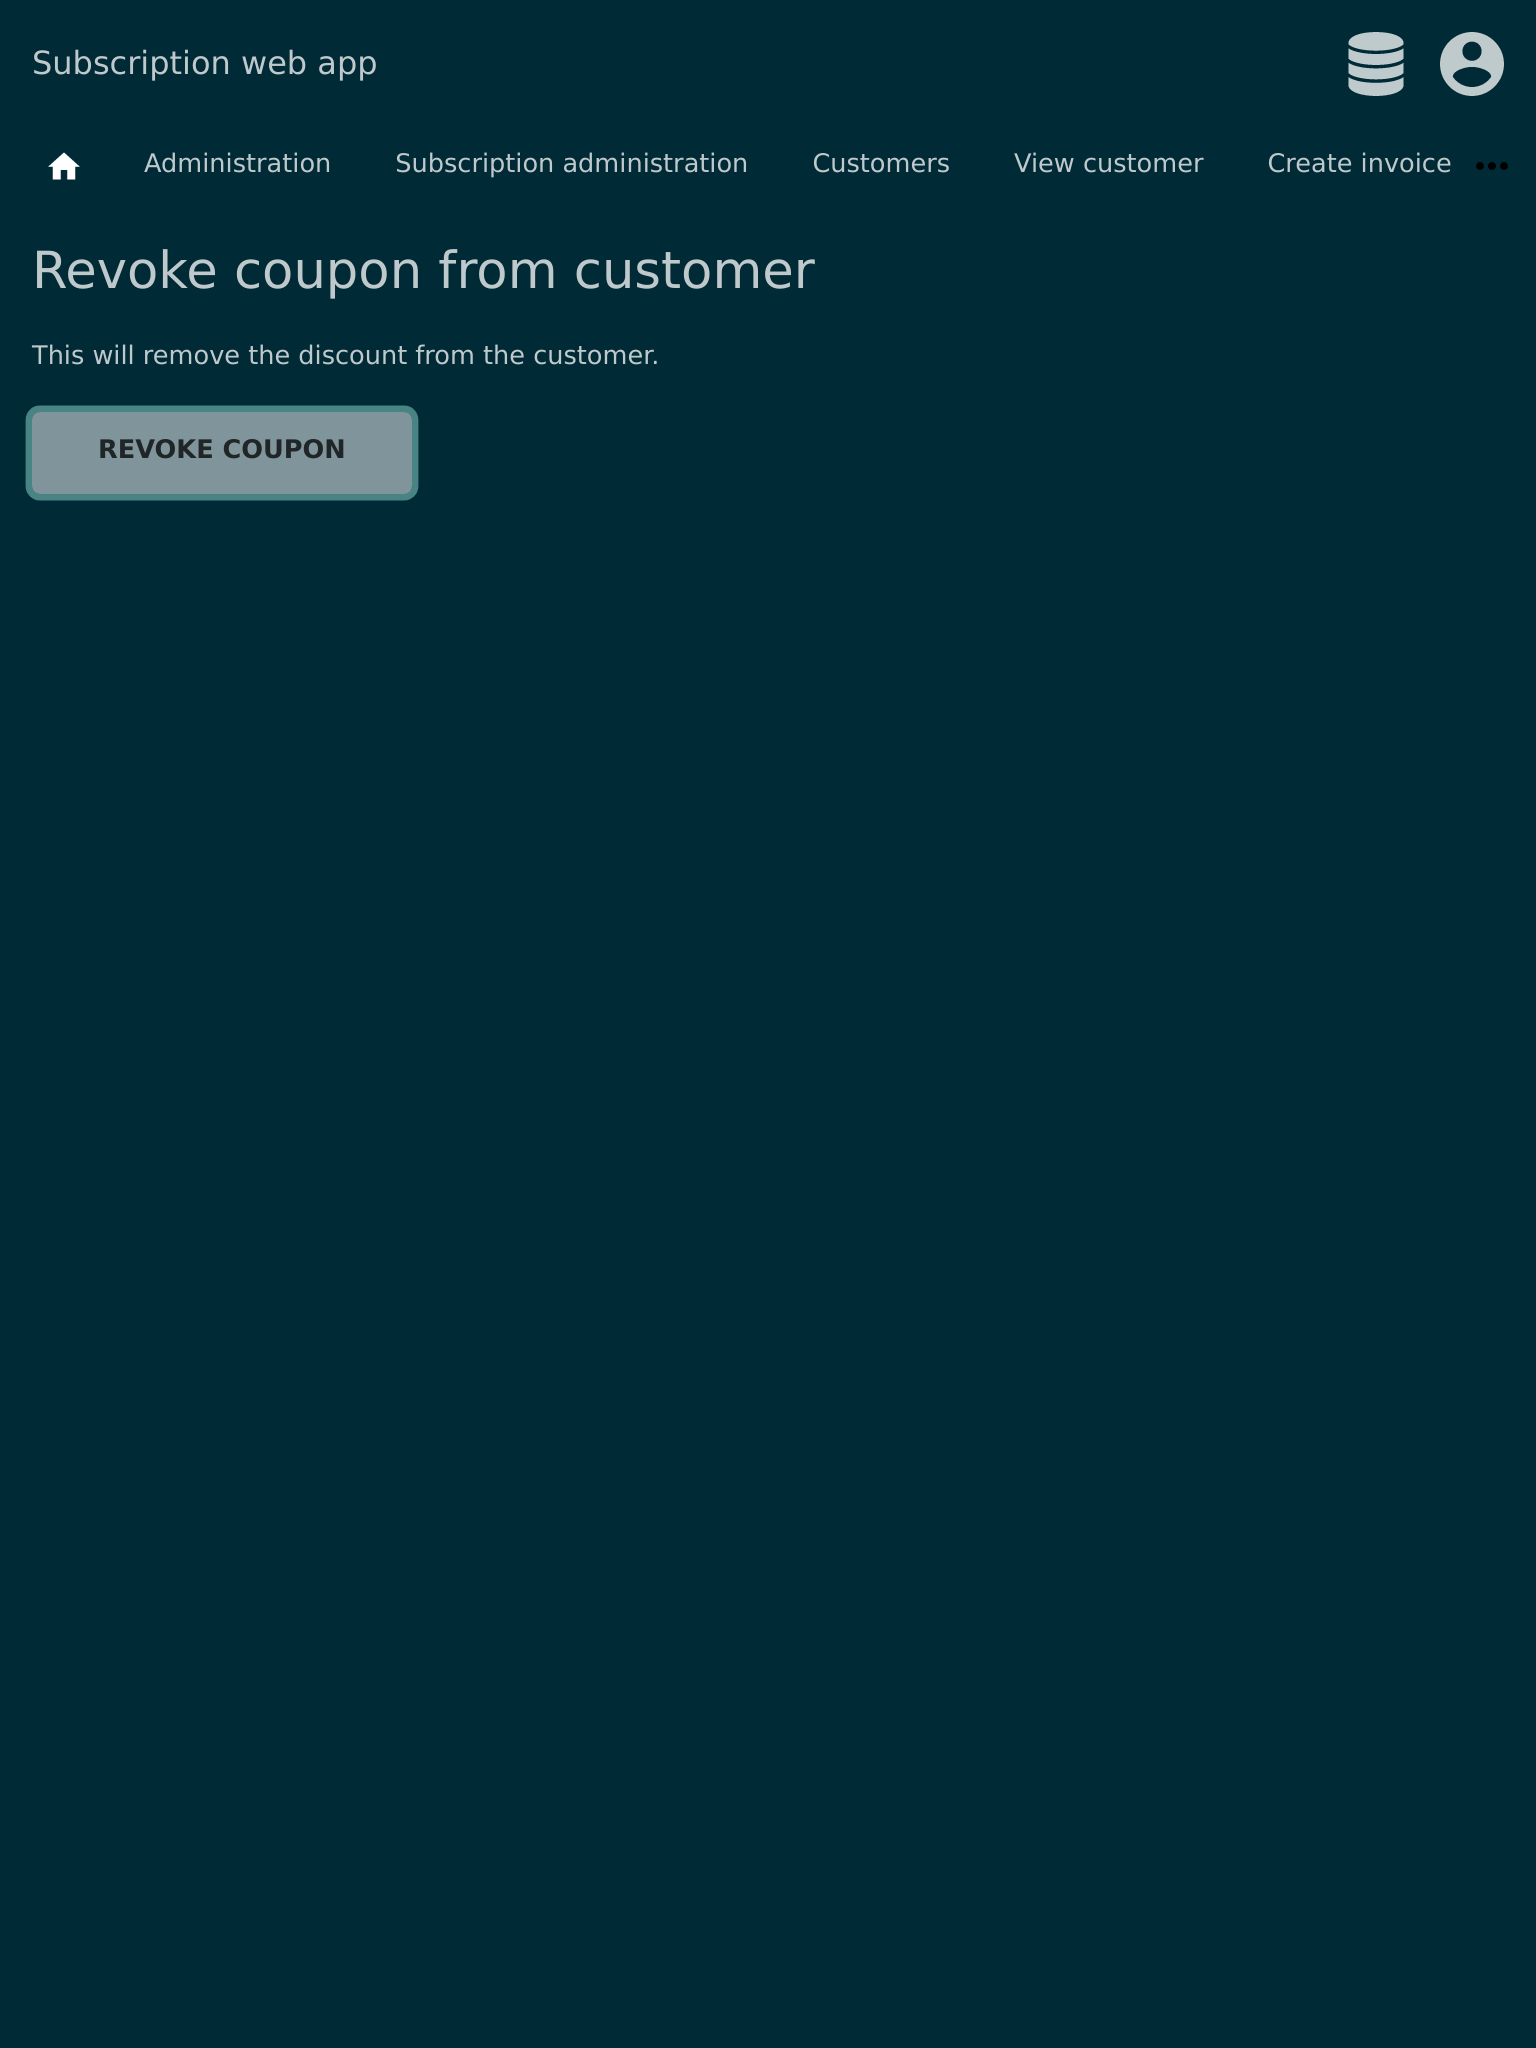 Subscription web app
Administration Subscription administration Customers View customer Create invoice
Revoke coupon from customer
This will remove the discount from the customer.
REVOKE COUPON